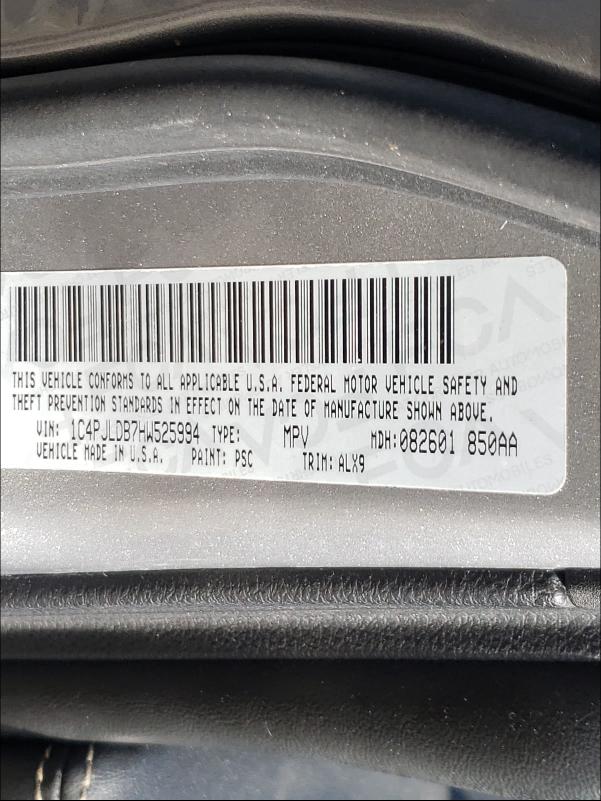 THIS VEHICLE CONFORMS TO ALL APPLICABLE U.S.A. FEDERAL MOTOR VEHICLE SAFETY AND
THEFT PREVENTION STANDARDS IN EFFECT ON THE DATE OF MANUFACTURE SHOWN ABOVE.
VIN: 1C4PJLDB7HW525994 TYPE: MPV MDH:082601 850AA
VEHICLE MADE IN U.S.A. PAINT: PSC TRIM: ALX9